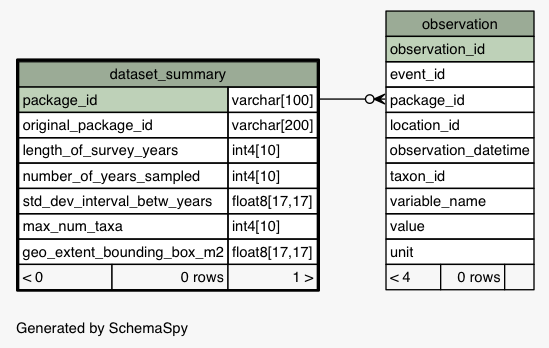 dataset_summary
package_id varchar[100]
original_package_id varchar[200]
length_of_survey_years int4[10]
number_of_years_sampled int4[10]
std_dev_interval_betw_years float8[17,17]
max_num_taxa int4[10]
geo_extent_bounding_box_m2 float8[17,17]
< 0 0 rows 1 >
observation
observation_id
event_id
package_id
location_id
observation_datetime
taxon_id
variable_name
value
unit
< 4 0 rows
Generated by SchemaSpy